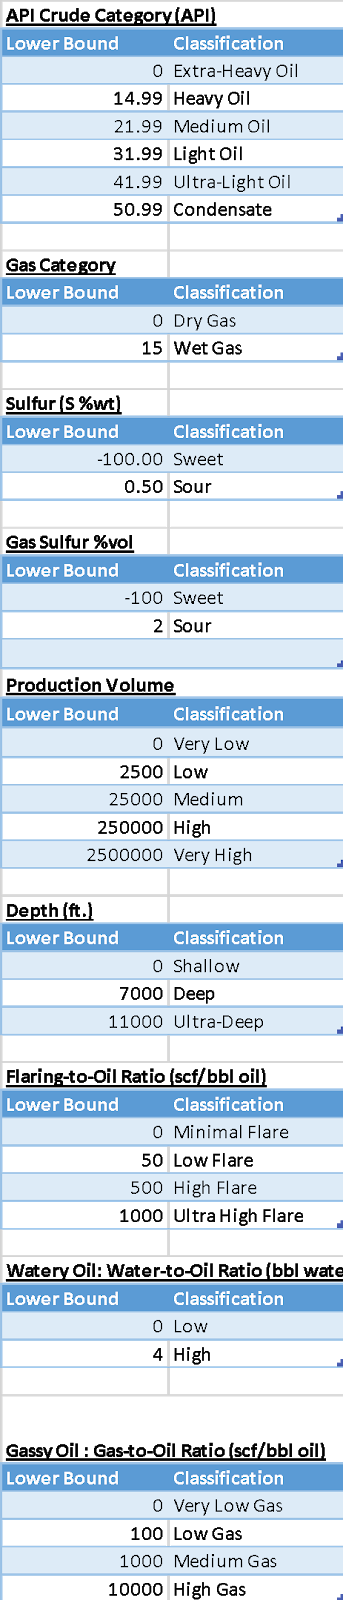 API Crude Category (API)
Lower Bound Classification
0 Extra-Heavy Oil
14.99 Heavy Oil
21.99 Medium Oil
31.99 Light Oil
41.99 Ultra-Light Oil
50.99 Condensate
Gas Category
Lower Bound Classification
0 Dry Gas
15 Wet Gas
Sulfur (S %wt)
Lower Bound Classification
-100.00 Sweet
0.50 Sour
Gas Sulfur %vol
Lower Bound Classification
-100 Sweet
2 Sour
Production Volume
Lower Bound Classification
0 Very Low
2500 Low
25000 Medium
250000 High
2500000 Very High
Depth (ft.)
Lower Bound Classification
0 Shallow
7000 Deep
11000 Ultra-Deep
Flaring-to-Oil Ratio (scf/bbl oil)
Lower Bound Classification
0 Minimal Flare
50 Low Flare
500 High Flare
1000 Ultra High Flare
Watery Oil: Water-to-Oil Ratio (bbl wate
Lower Bound Classification
0 Low
4 High
Gassy Oil : Gas-to-Oil Ratio (scf/bbl oil)
Lower Bound Classification
0 Very Low Gas
100 Low Gas
1000 Medium Gas
10000 High Gas